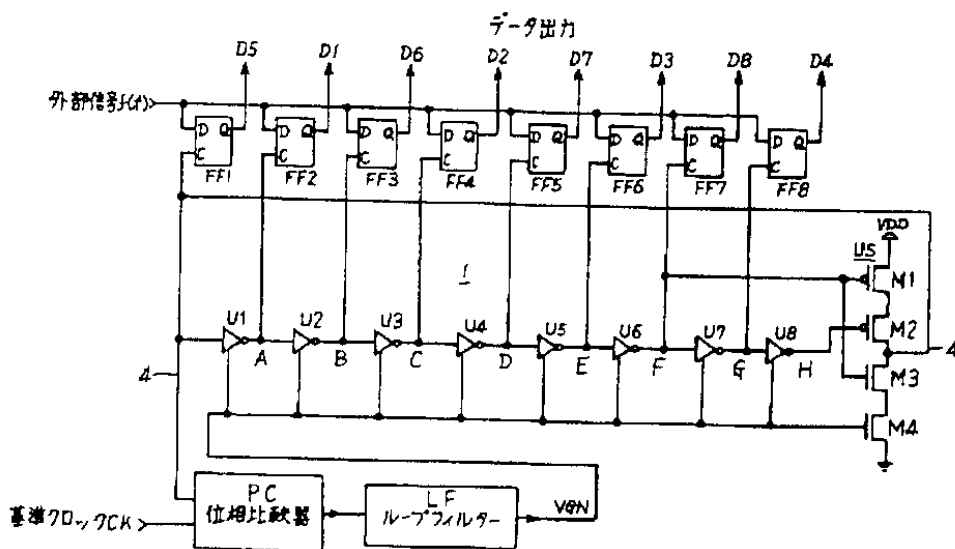 データ出力
D5 D1 D6 D2 D7 D3 D8 D4
外部信号f(t)
D Q D Q D Q D Q D Q D Q D Q D Q
C C C C C C C C
FF1 FF2 FF3 FF4 FF5 FF6 FF7 FF8
VDD
U5
M1
1
U1 U2 U3 U4 U5 U6 U7 U8
M2
A B C D E F G H
4
4
M3
M4
PC
位相比較器
LF
ループフィルター
VGN
基準クロックCK